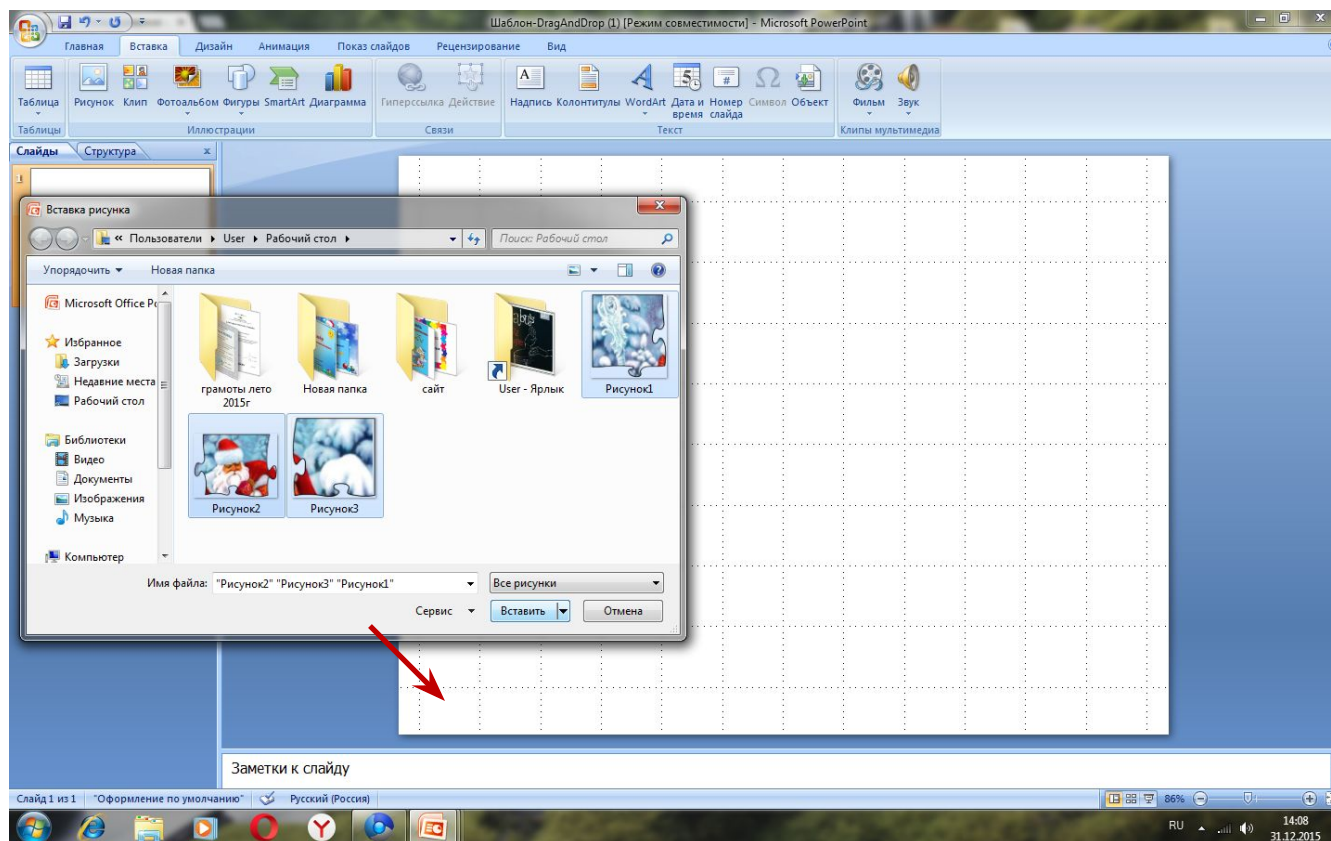 Шаблон-DragAndDrop (1) [Режим совместимости] - Microsoft PowerPoint
Главная Вставка Дизайн Анимация Показ слайдов Рецензирование Вид
Таблица Рисунок Клип Фотоальбом Фигуры SmartArt Диаграмма Гиперссылка Действие Надпись Колонтитулы WordArt Дата и время Номер слайда Символ Объект Фильм Звук
Таблицы Иллюстрации Связи Текст Клипы мультимедиа
Слайды Структура x
1
Вставка рисунка
« Пользователи User Рабочий стол Поиск: Рабочий стол
Упорядочить Новая папка
Microsoft Office
Избранное
Загрузки
Недавние места
Рабочий стол
Библиотеки
Видео
Документы
Изображения
Музыка
Компьютер
грамоты лето
2015г
Новая папка
сайт
User - Ярлык
Рисунок1
Рисунок2
Рисунок3
Имя файла: "Рисунок2" "Рисунок3" "Рисунок1" Все рисунки
Сервис Вставить Отмена
Заметки к слайду
Слайд 1 из 1 "Оформление по умолчанию" Русский (Россия) 86%
RU 14:08
31.12.2015